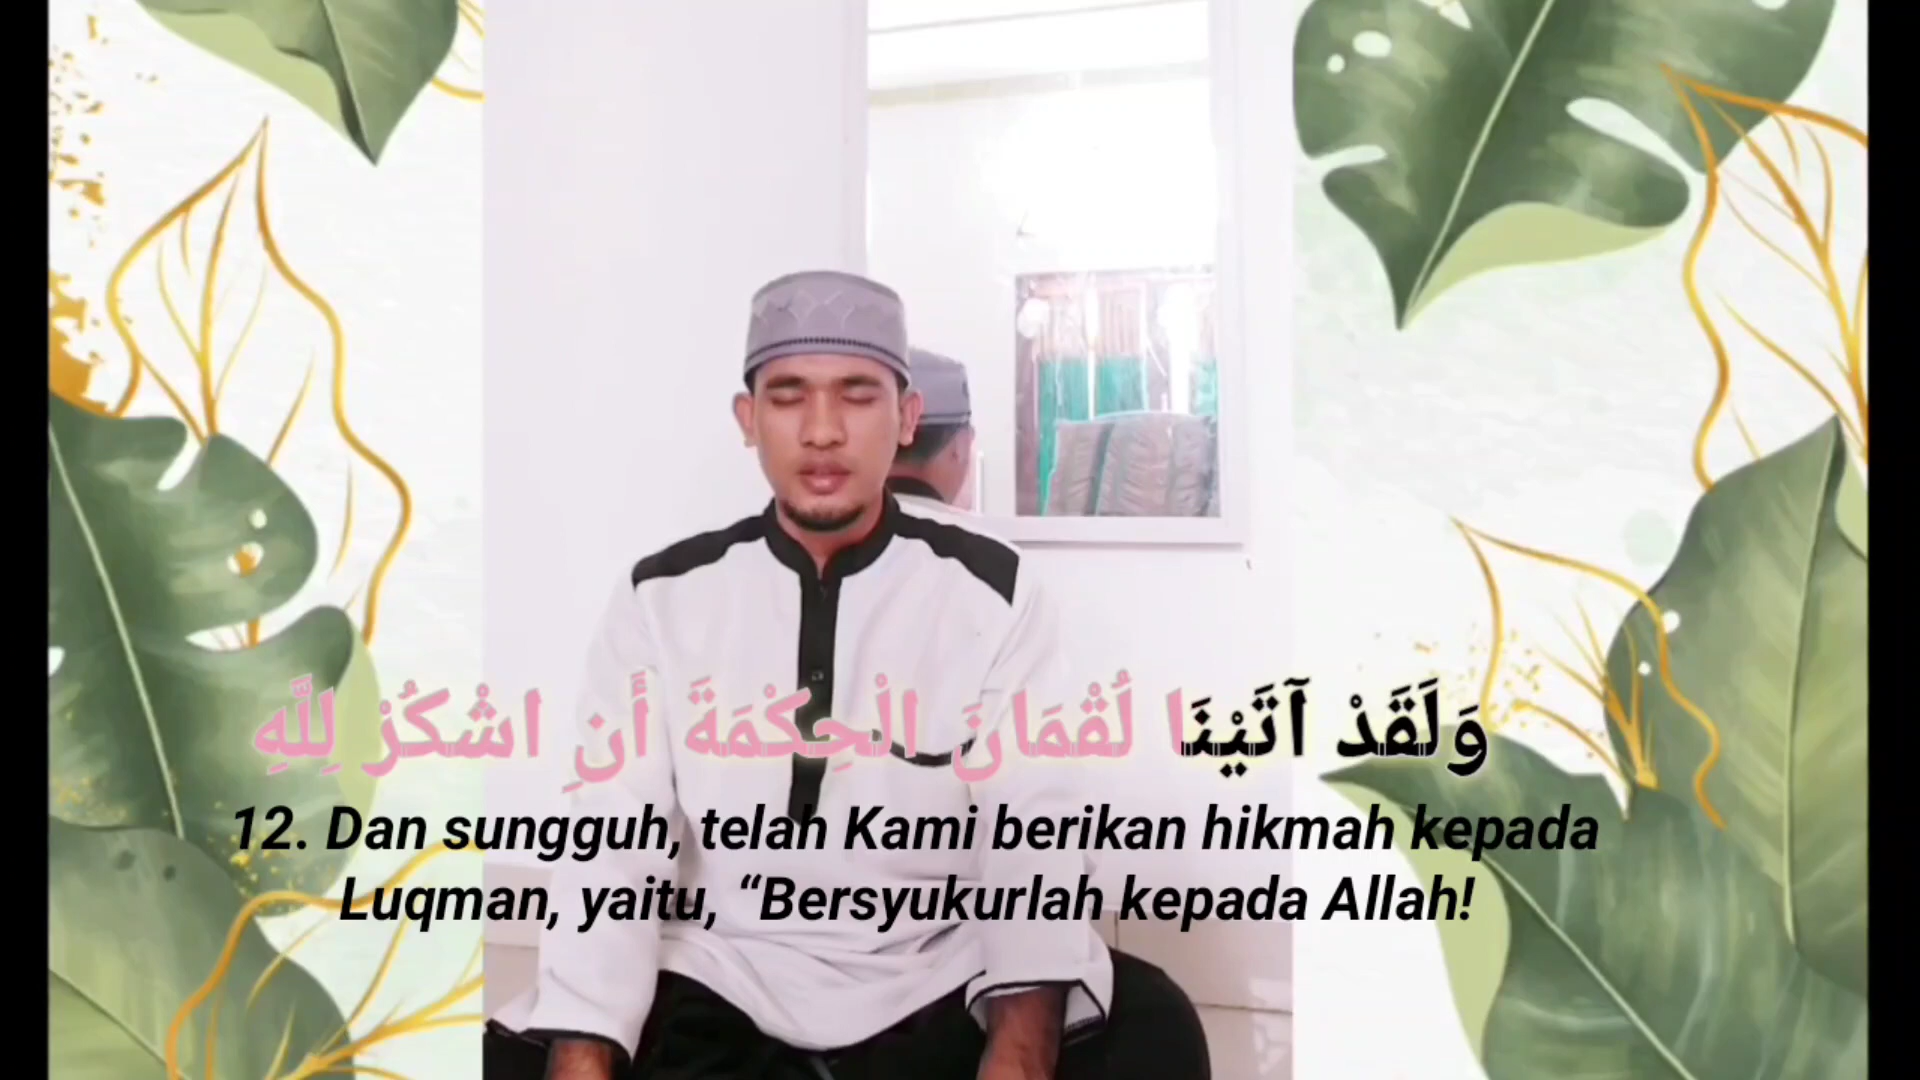 وَلَقَدْ آتَيْنَا لُقْمَانَ الْحِكْمَةَ أَنِ اشْكُرْ لِلَّهِ
12. Dan sungguh, telah Kami berikan hikmah kepada
Luqman, yaitu, “Bersyukurlah kepada Allah!